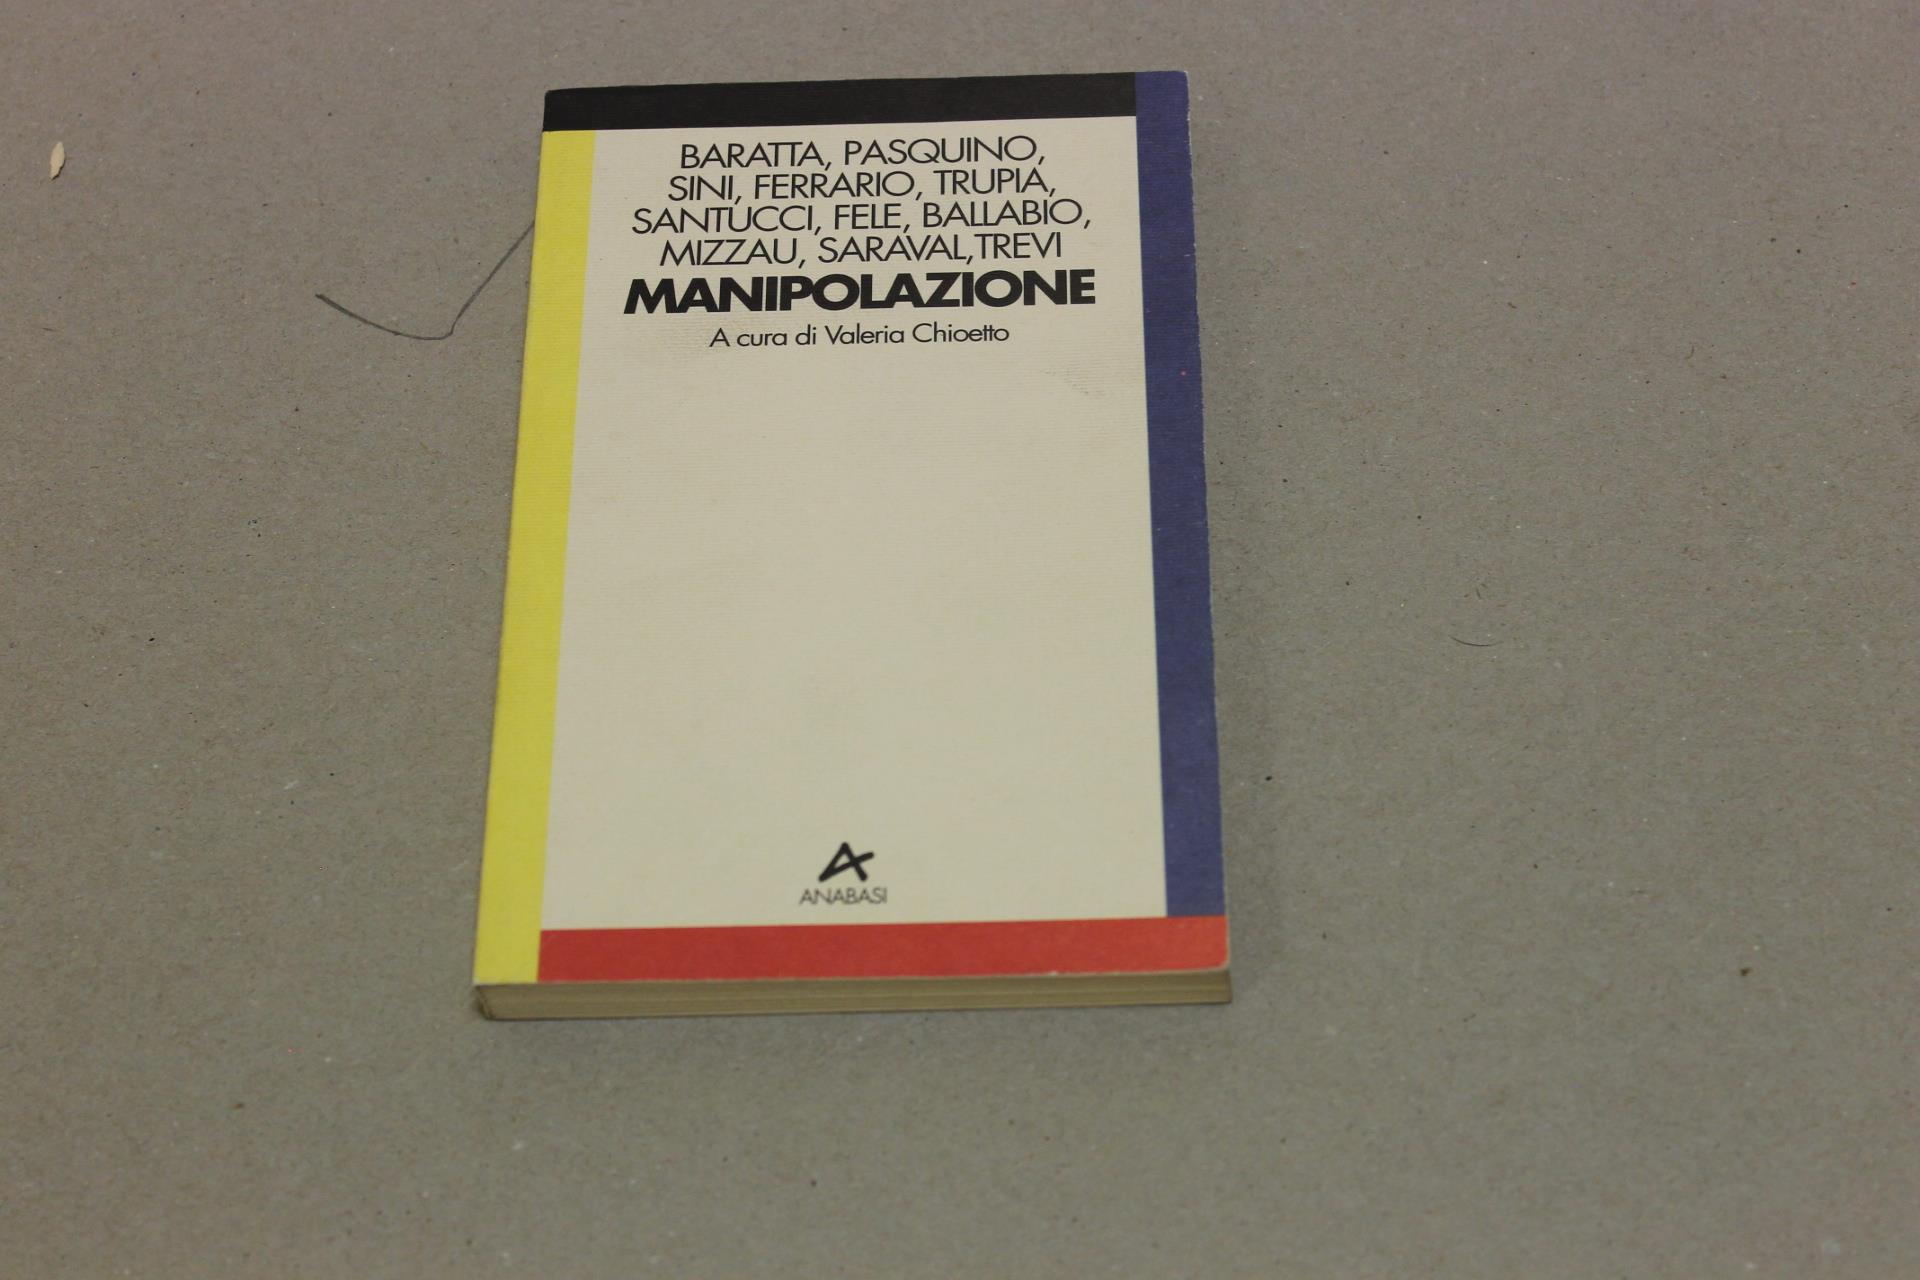 BARATTA, PASQUINO,
SINI, FERRARIO, TRUPIA,
SANTUCCI, FELE, BALLABIO,
MIZZAU, SARAVAL,TREVI
MANIPOLAZIONE
A cura di Valeria Chioetto
ANABASI